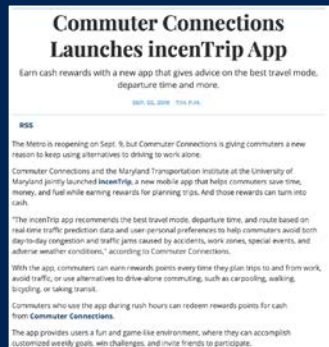 Commuter Connections
Launches incenTrip App
Earn cash rewards with a new app that gives advice on the best travel mode,
departure time and more.
RSS
The Metro is reopening on Sept. 9, but Commuter Connections is giving commuters a new
reason to keep using alternatives to driving to work alone.
Commuter Connections and the Maryland Transportation Institute at the University of
Maryland jointly launched incenTrip, a new mobile app that helps commuters save time,
money, and fuel while earning rewards for planning trips. And those rewards can turn into
cash.
"The incenTrip app recommends the best travel mode, departure time, and route based on
real-time traffic prediction data and user personal preferences to help commuters avoid both
day-to-day congestion and traffic jams caused by accidents, work zones, special events, and
adverse weather conditions," according to Commuter Connections.
With the app, commuters can earn rewards points every time they plan trips to and from work,
avoid traffic, or use alternatives to drive-alone commuting, such as carpooling, walking,
bicycling, or taking transit.
Commuters who use the app during rush hours can redeem rewards points for cash
from Commuter Connections.
The app provides users a fun and game-like environment, where they can accomplish
customized weekly goals, win challenges, and invite friends to participate.